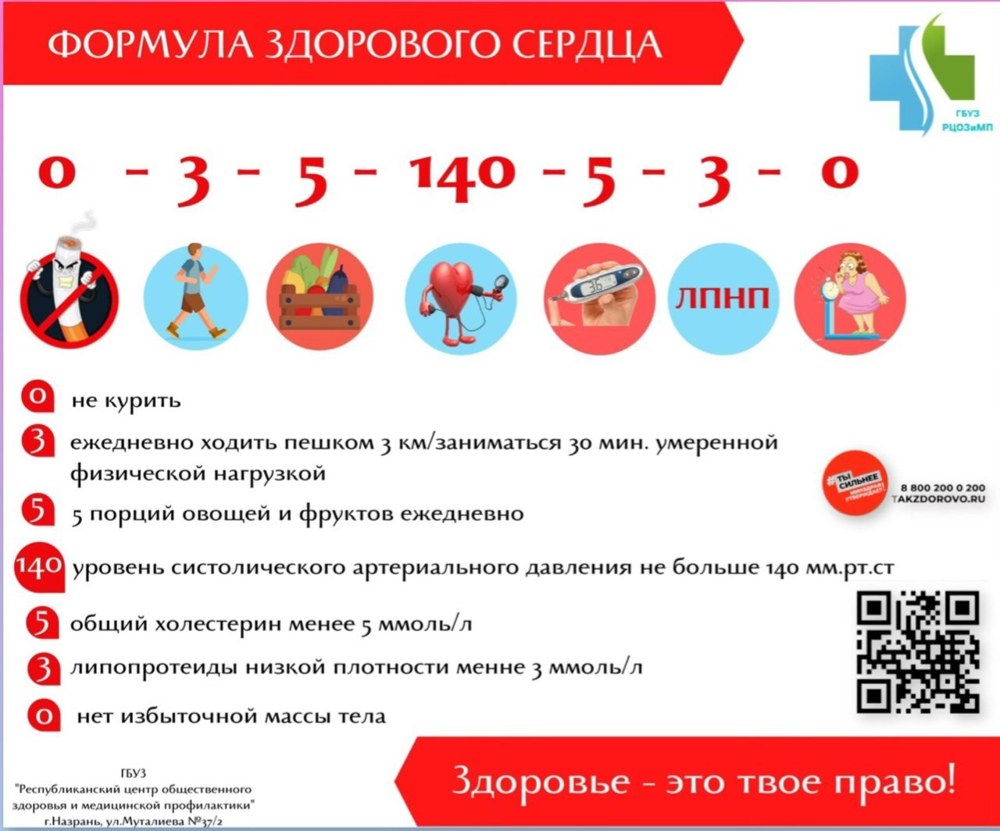 ФОРМУЛА ЗДОРОВОГО СЕРДЦА
ГБУЗ
РЦОЗиМП
0 - 3 - 5 - 140 - 5 - 3 - 0
3.6
ЛПНП
0 не курить
3 ежедневно ходить пешком 3 км/заниматься 30 мин. умеренной
физической нагрузкой
5 5 порций овощей и фруктов ежедневно
#ТЫ
СИЛЬНЕЕ
МИНЗДРАВ
УТВЕРЖДАЕТ!
8 800 200 0 200
TAKZDOROVO.RU
140 уровень систолического артериального давления не больше 140 мм.рт.ст
5 общий холестерин менее 5 ммоль/л
3 липопротеиды низкой плотности менне 3 ммоль/л
0 нет избыточной массы тела
ГБУЗ
"Республиканский центр общественного
здоровья и медицинской профилактики"
г.Назрань, ул.Муталиева №37/2
Здоровье - это твое право!